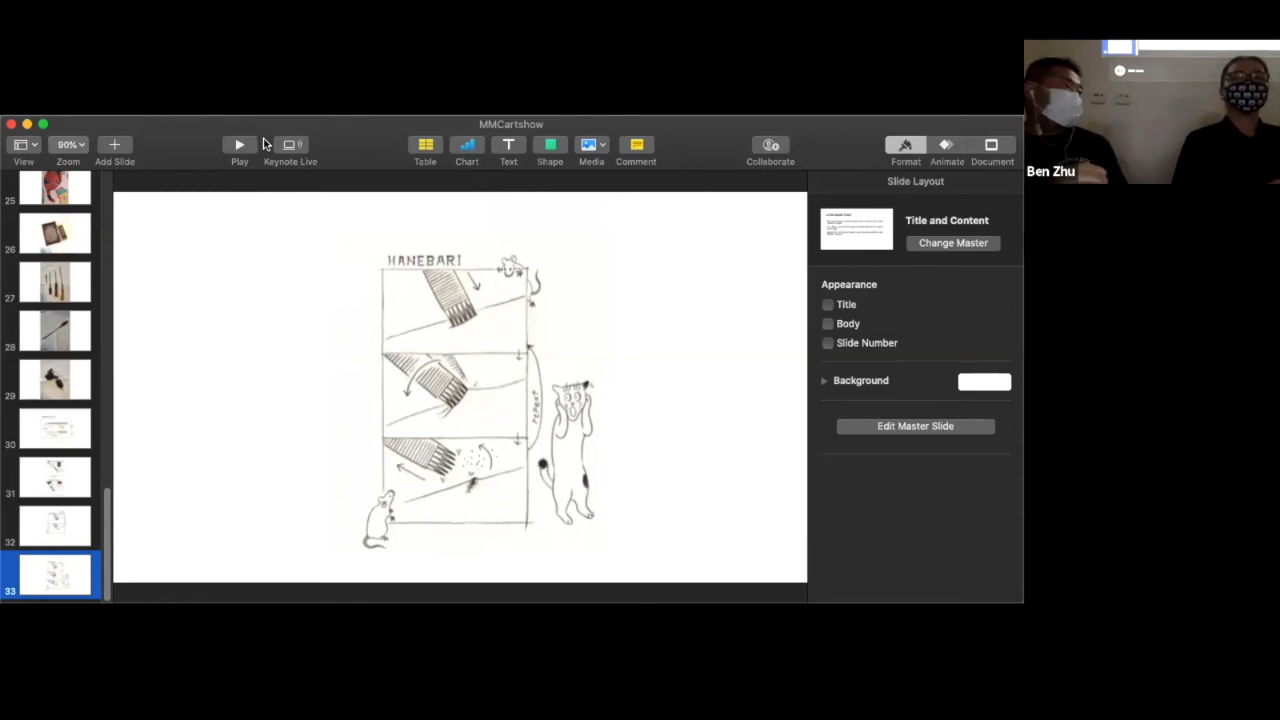 MMCartshow
90%
View
Zoom
Add Slide
Play
Keynote Live
Table
Chart
Text
Shape
Media
Comment
Collaborate
Format
Animate
Document
Slide Layout
25
26
27
28
29
30
31
32
33
HANEBARI
repeat
Title and Content
Change Master
Appearance
Title
Body
Slide Number
Background
Edit Master Slide
Ben Zhu